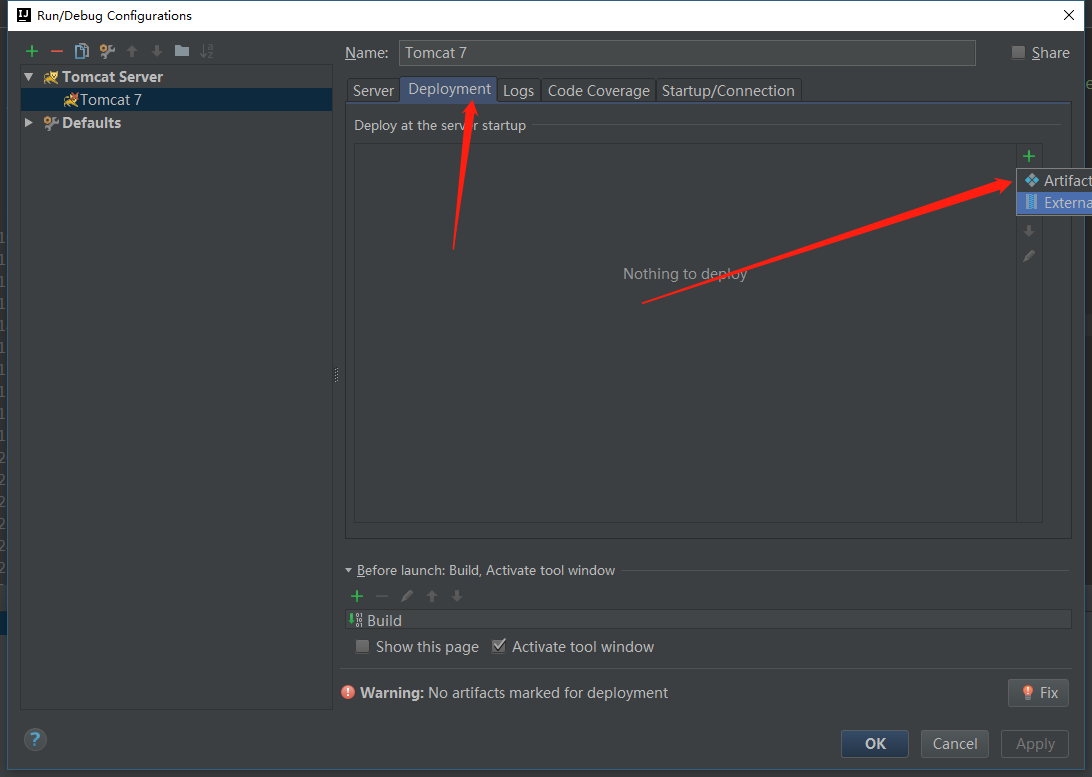 Run/Debug Configurations
Name: Tomcat 7
Share
Tomcat Server
Tomcat 7
Defaults
Server Deployment Logs Code Coverage Startup/Connection
Deploy at the server startup
Artifact
Externa
Nothing to deploy
Before launch: Build, Activate tool window
Build
Show this page Activate tool window
Warning: No artifacts marked for deployment
Fix
?
OK Cancel Apply